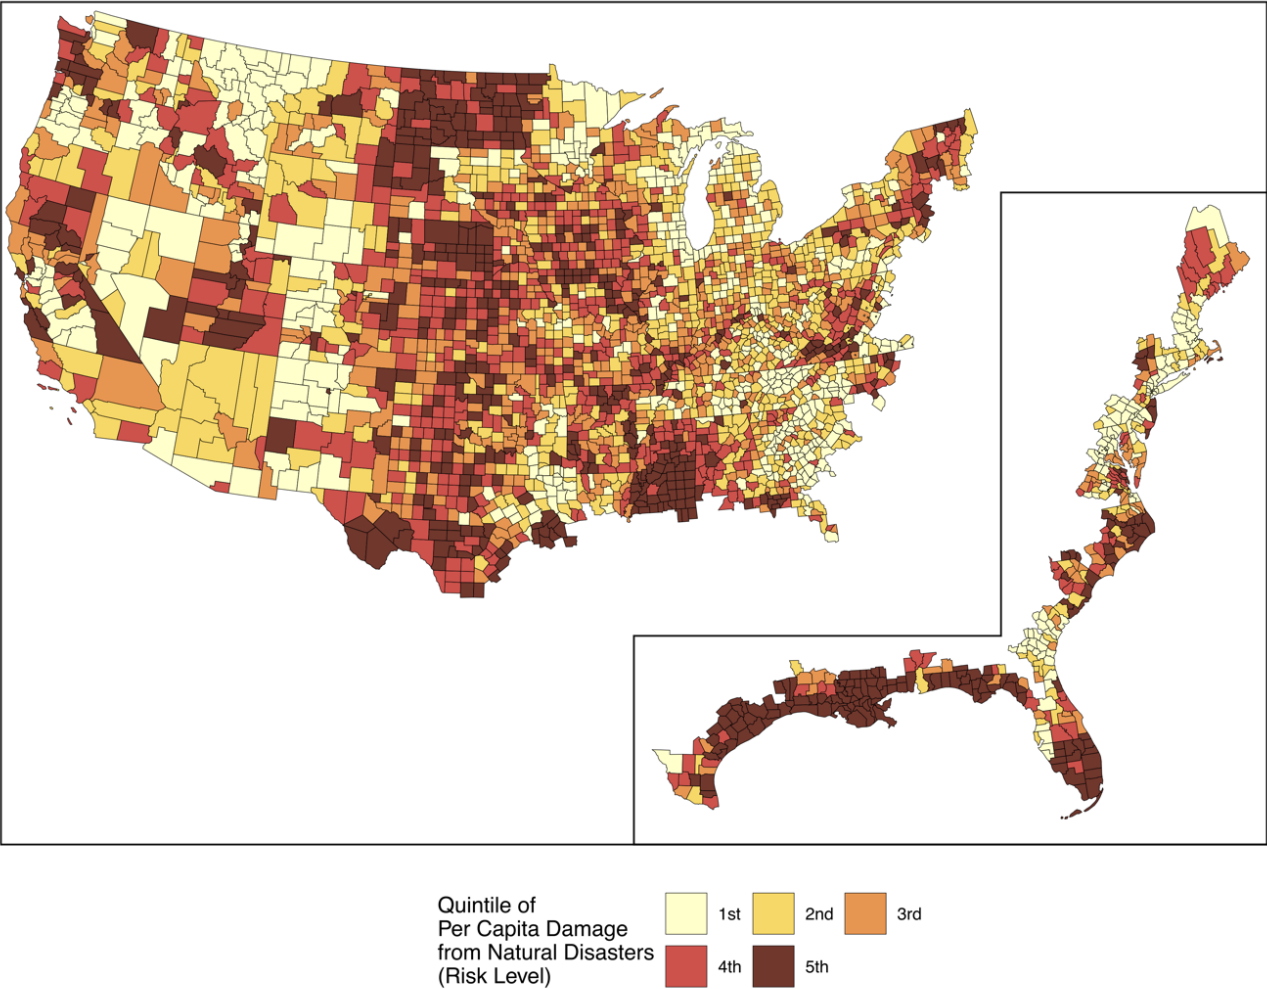 Quintile of
Per Capita Damage
from Natural Disasters
(Risk Level)
1st 2nd 3rd
4th 5th